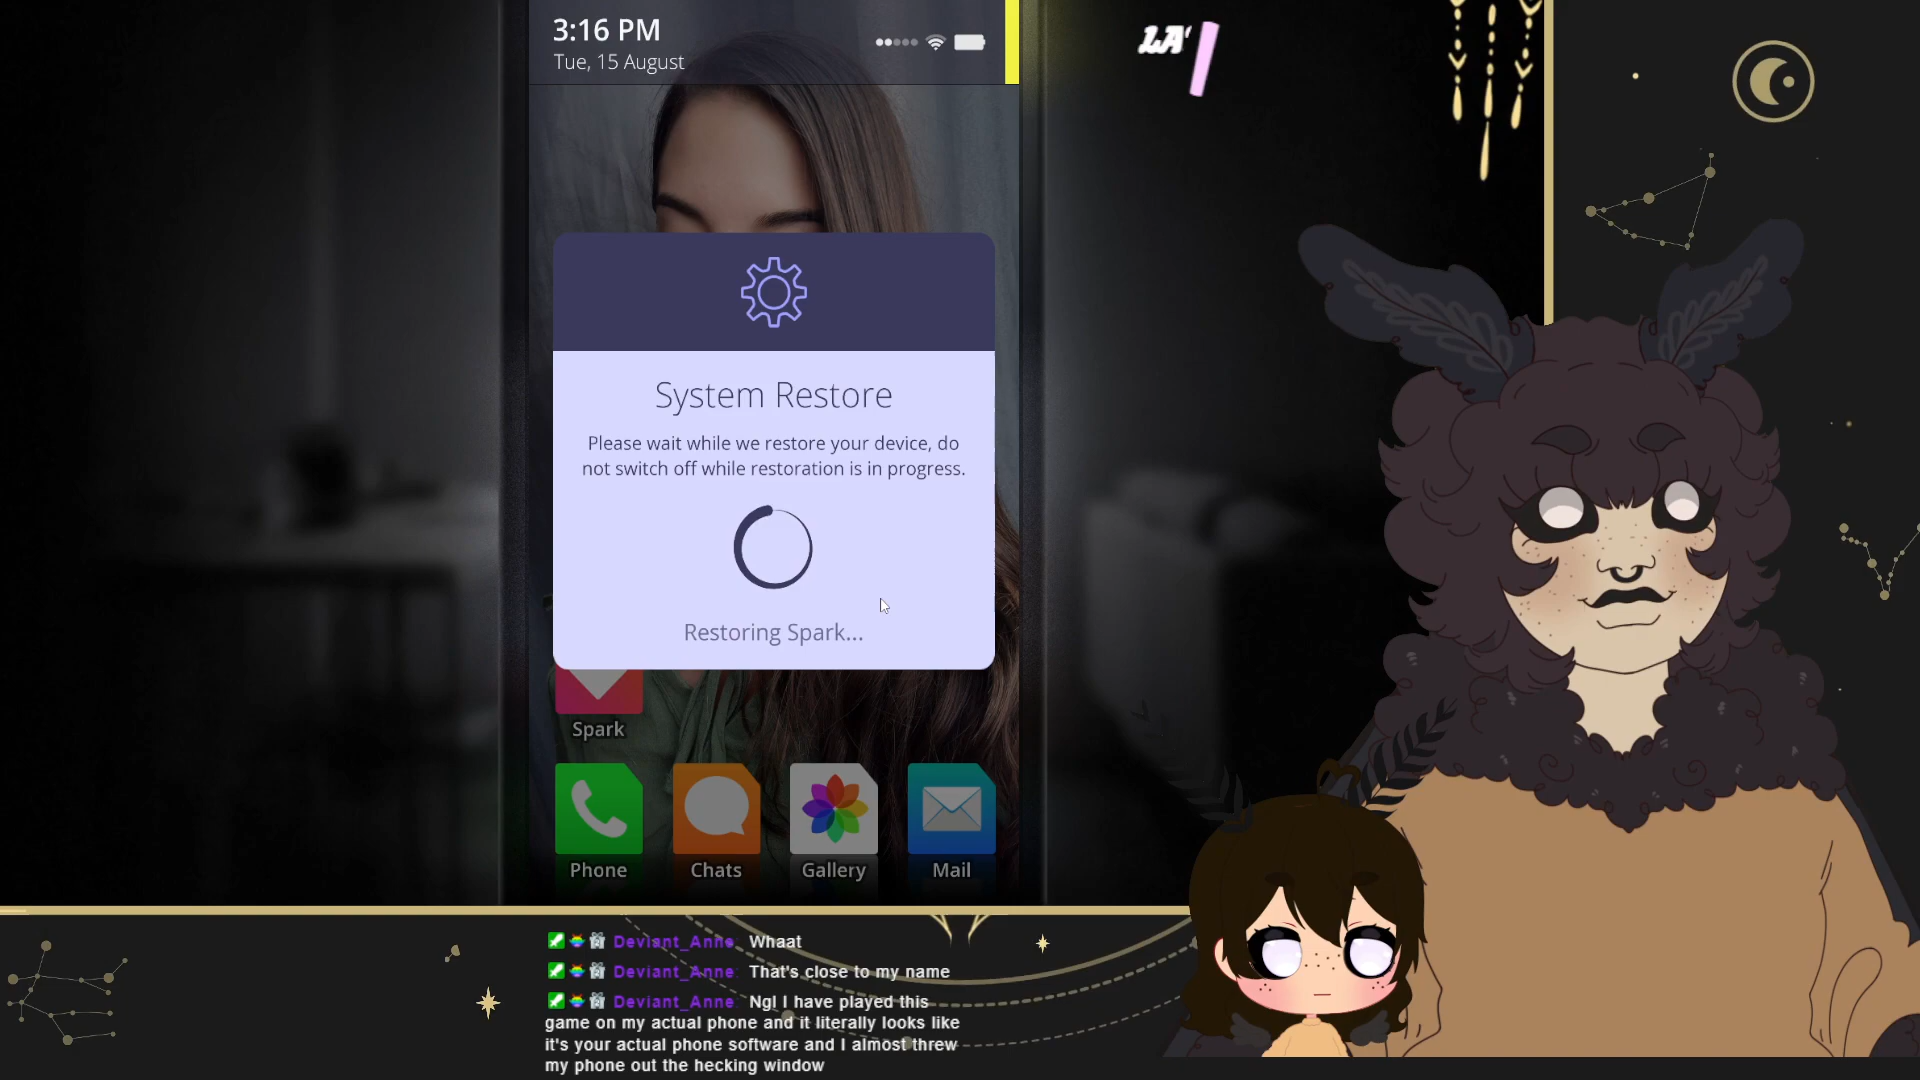 3:16 PM
Tue, 15 August
LA'
System Restore
Please wait while we restore your device, do
not switch off while restoration is in progress.
Restoring Spark...
Spark
Phone
Chats
Gallery
Mail
Deviant_Anne: Whaat
Deviant_Anne: That's close to my name
Deviant_Anne: Ngl I have played this
game on my actual phone and it literally looks like
it's your actual phone software and I almost threw
my phone out the hecking window